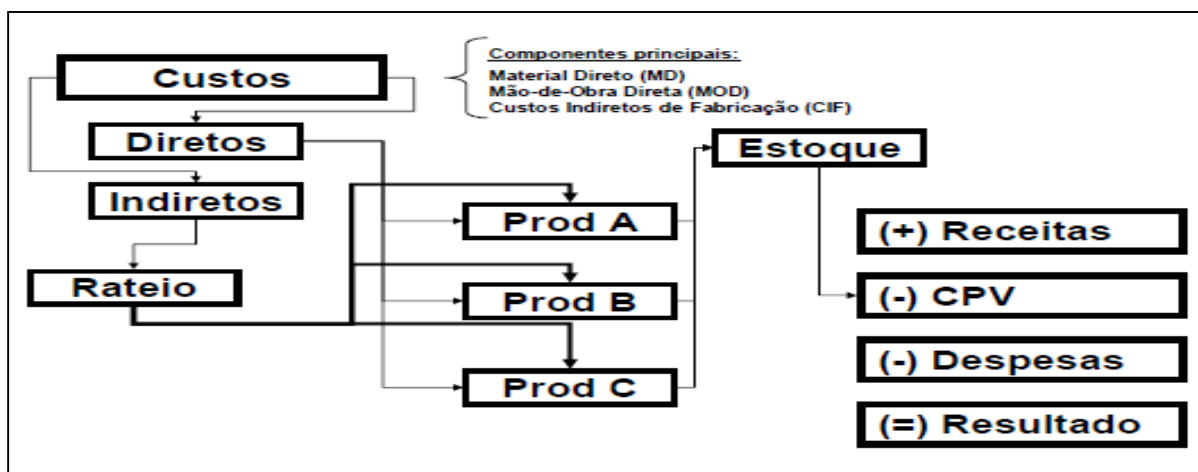 Custos
Componentes principais:
Material Direto (MD)
Mão-de-Obra Direta (MOD)
Custos Indiretos de Fabricação (CIF)
Diretos
Estoque
Indiretos
Prod A
(+) Receitas
Rateio
Prod B
(-) CPV
(-) Despesas
Prod C
(=) Resultado